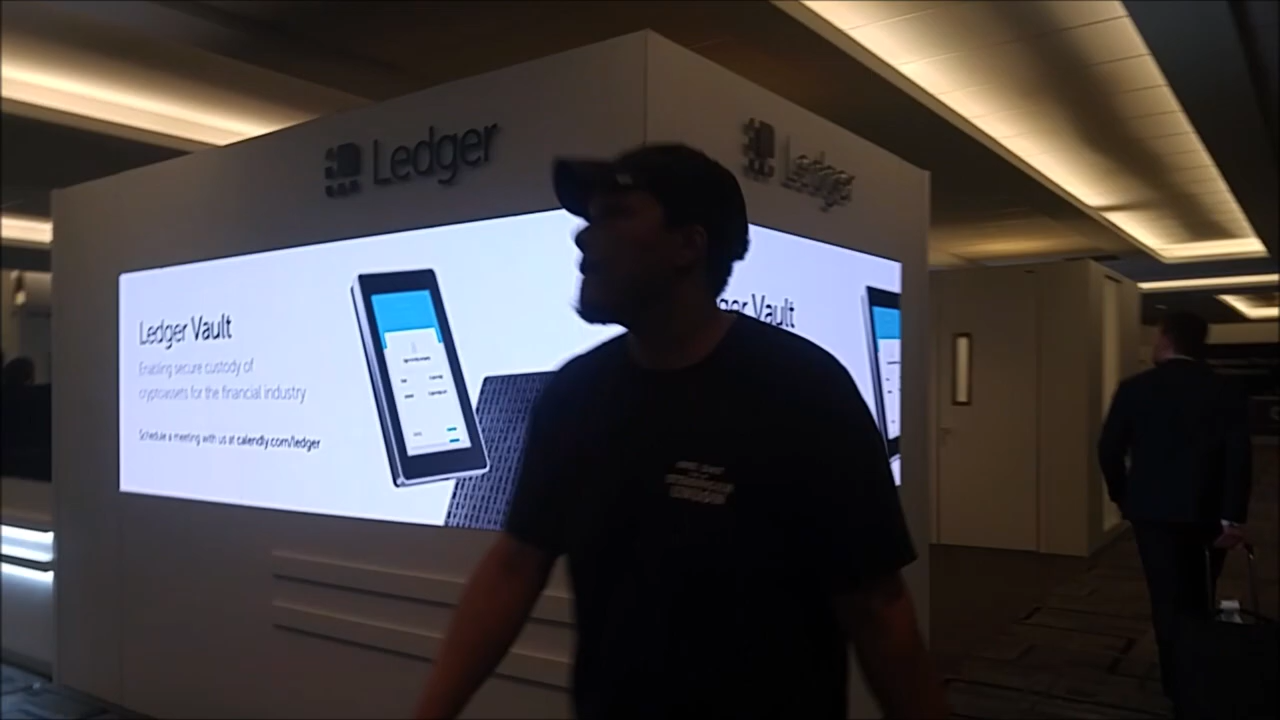 Ledger
Ledger
Ledger Vault
Enabling secure custody of
cryptoassets for the financial industry
Schedule a meeting with us at calendly.com/ledger
Vault